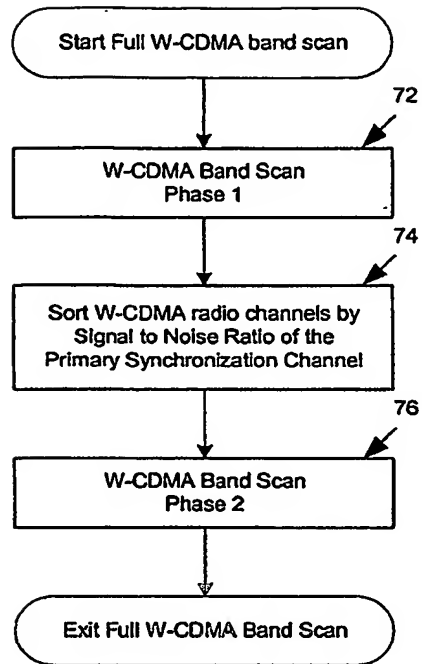 Start Full W-CDMA band scan
72
W-CDMA Band Scan
Phase 1
74
Sort W-CDMA radio channels by
Signal to Noise Ratio of the
Primary Synchronization Channel
76
W-CDMA Band Scan
Phase 2
Exit Full W-CDMA Band Scan